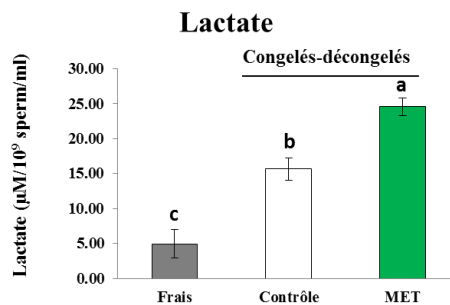 Lactate
Congelés-décongelés
Lactate (µM/10⁹ sperm/ml)
30.00
25.00
20.00
15.00
10.00
5.00
0.00
c
b
a
Frais
Contrôle
MET